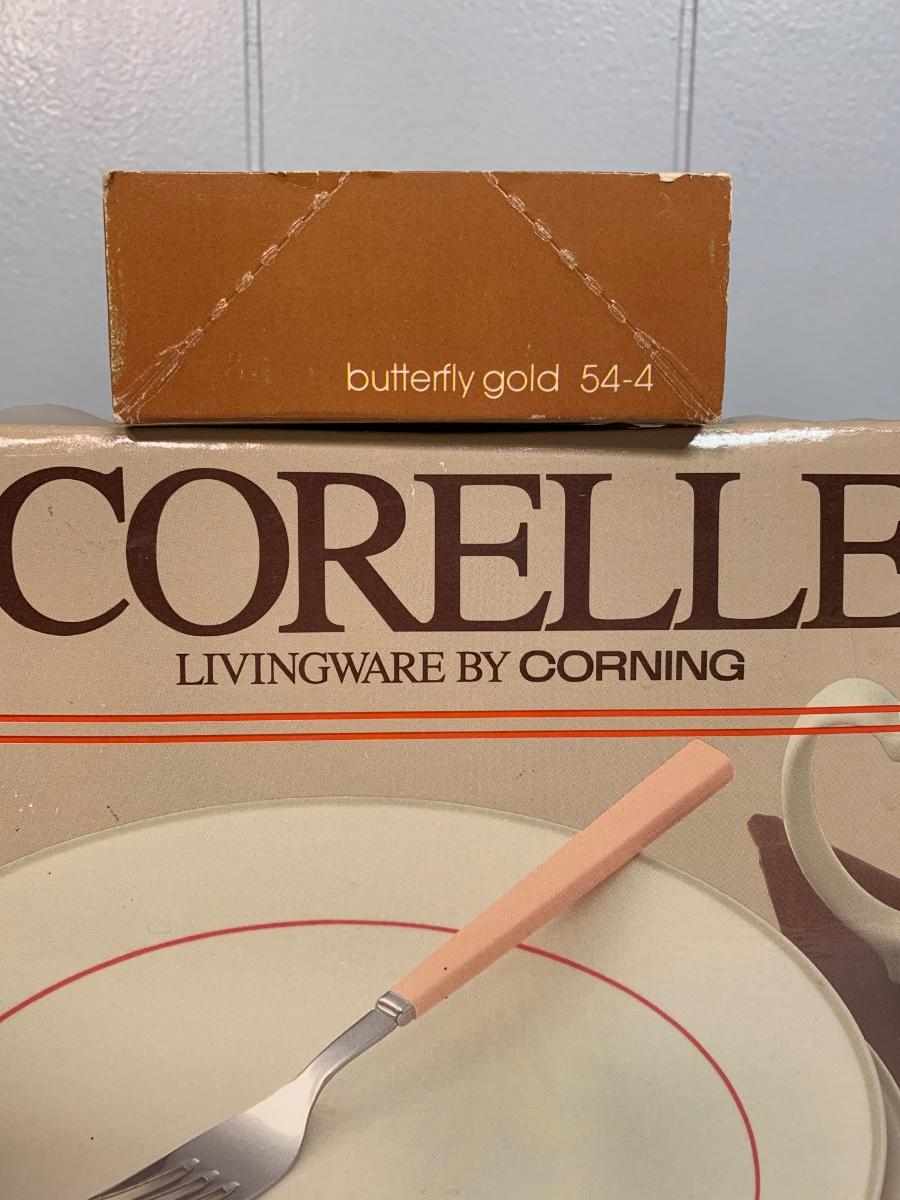 butterfly gold 54-4
CORELLE
LIVINGWARE BY CORNING